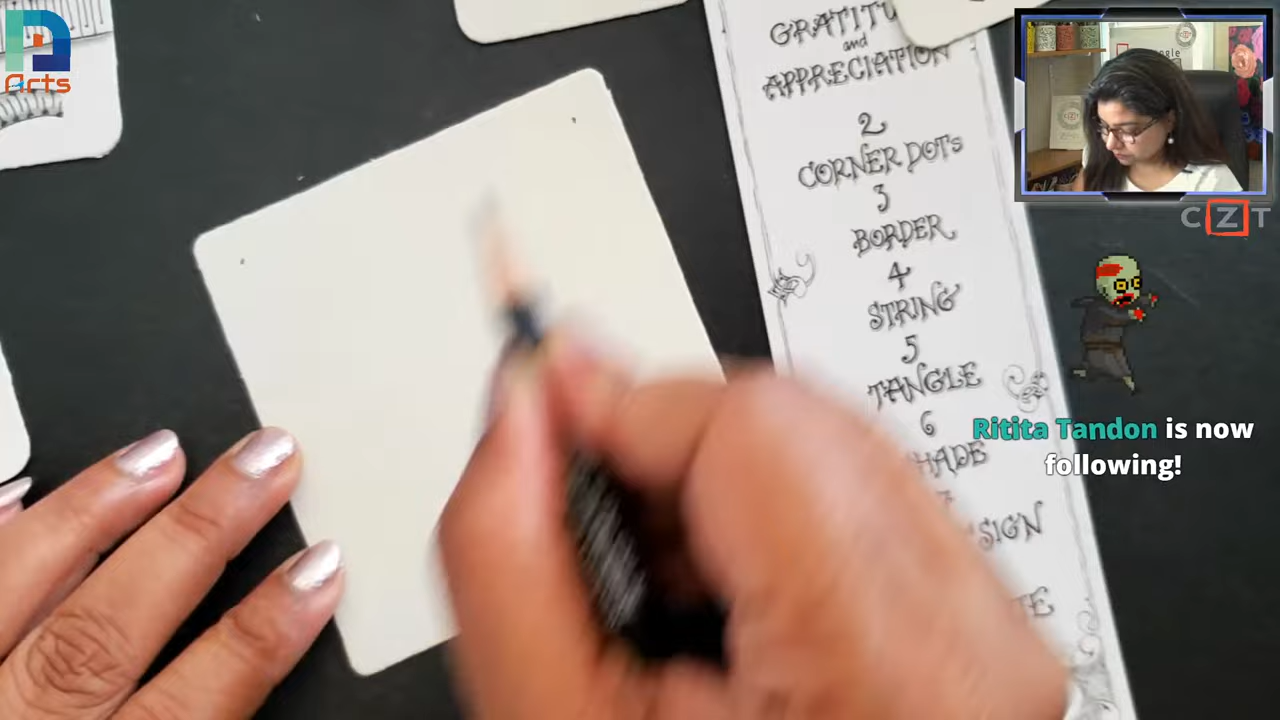 Arts
GRATITU
and
APPRECIATION
2
CORNER DOTS
3
BORDER
4
STRING
5
TANGLE
6
HADE
SIGN
CZT
Ritita Tandon is now
following!